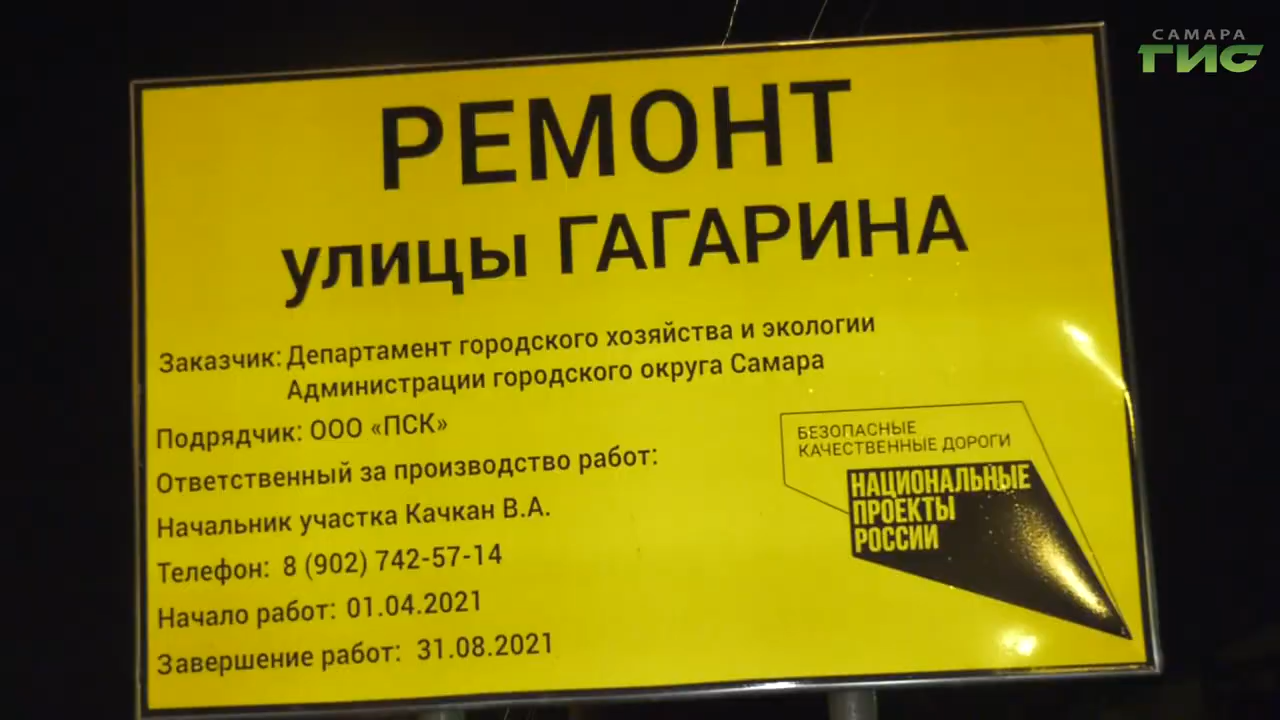 САМАРА
ГИС
РЕМОНТ
улицы ГАГАРИНА
Заказчик: Департамент городского хозяйства и экологии
Администрации городского округа Самара
Подрядчик: ООО «ПСК»
Ответственный за производство работ:
Начальник участка Качкан В.А.
Телефон: 8 (902) 742-57-14
Начало работ: 01.04.2021
Завершение работ: 31.08.2021
БЕЗОПАСНЫЕ
КАЧЕСТВЕННЫЕ ДОРОГИ
НАЦИОНАЛЬНЫЕ
ПРОЕКТЫ
РОССИИ